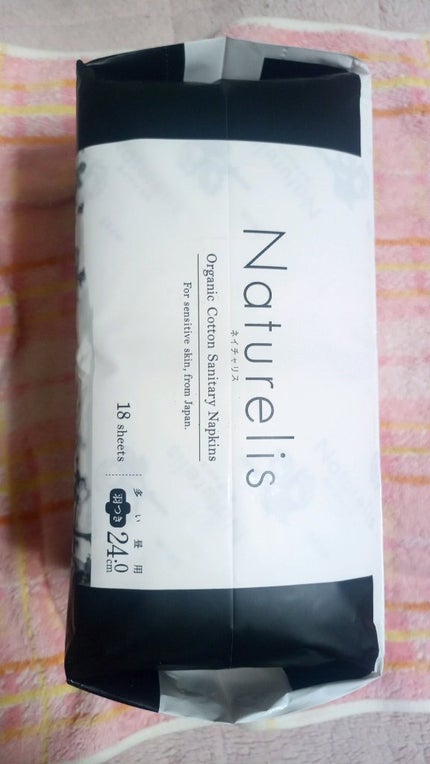 Naturelis
ネイチャリス
Organic Cotton Sanitary Napkins
For sensitive skin, from Japan.
18 sheets
多い昼用
羽つき 24.0cm